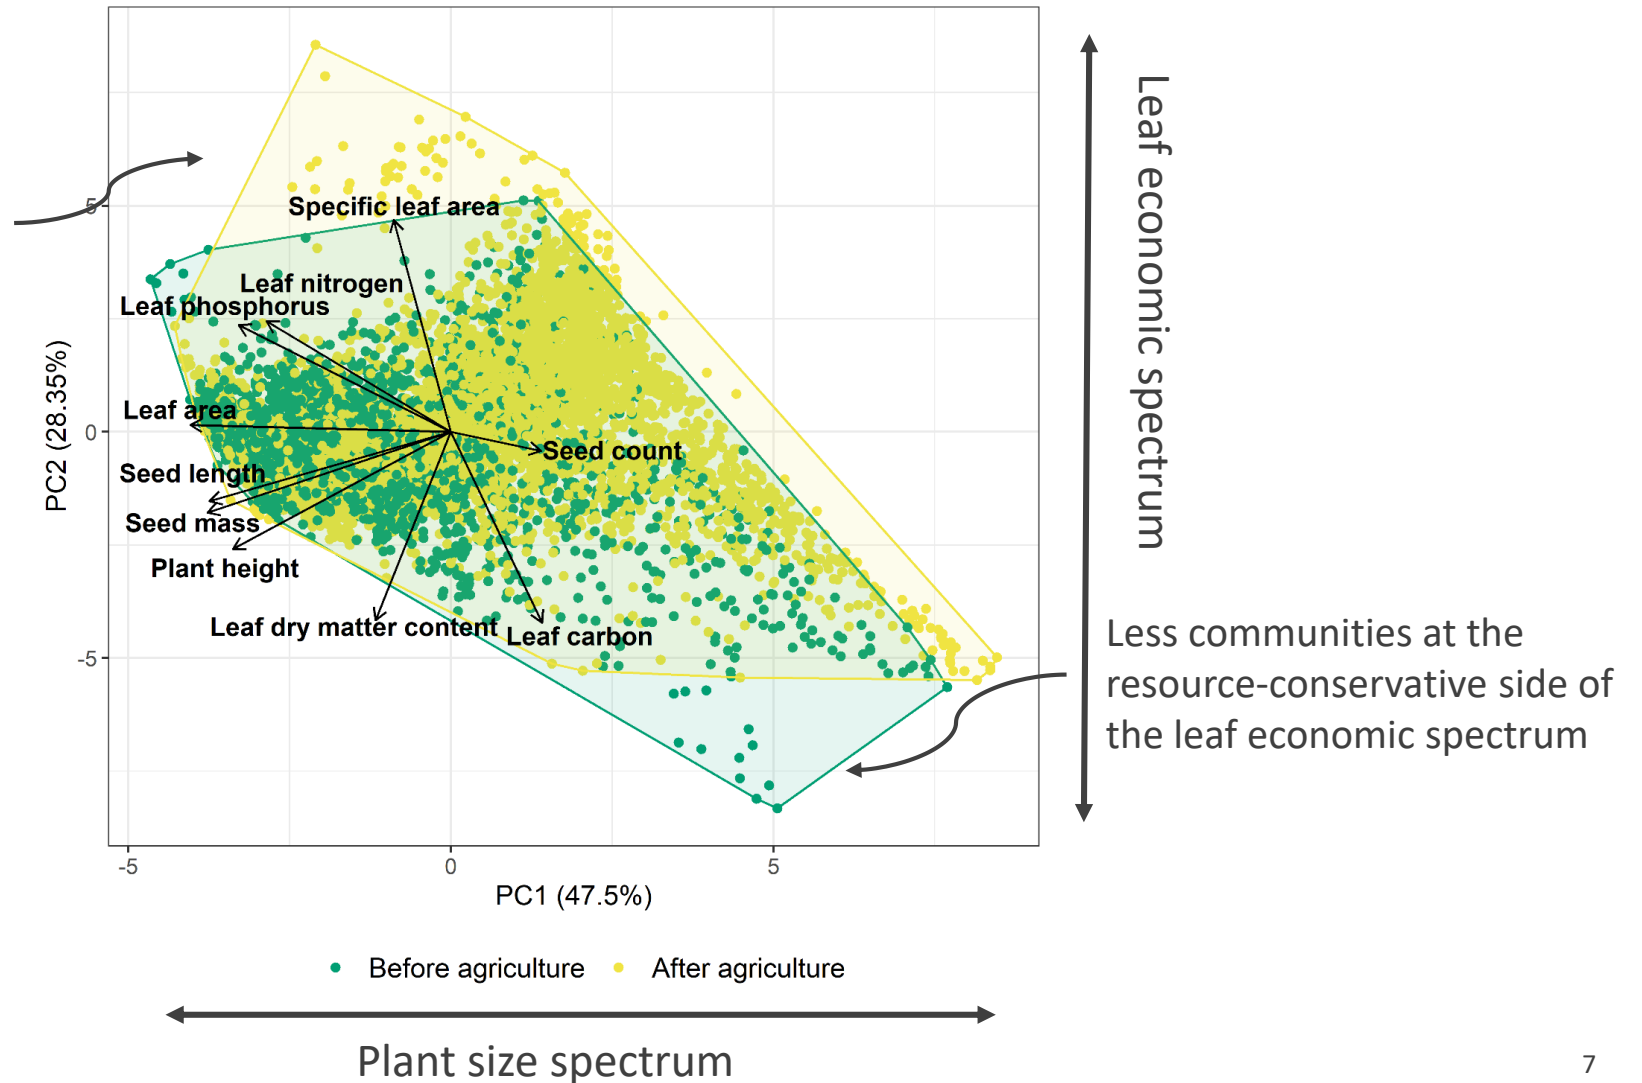 Specific leaf area
Leaf nitrogen
Leaf phosphorus
Leaf area
Seed count
Seed length
Seed mass
Plant height
Leaf dry matter content
Leaf carbon
5
0
-5
PC2 (28.35%)
-5
0
5
PC1 (47.5%)
Before agriculture
After agriculture
Plant size spectrum
Leaf economic spectrum
Less communities at the
resource-conservative side of
the leaf economic spectrum
7